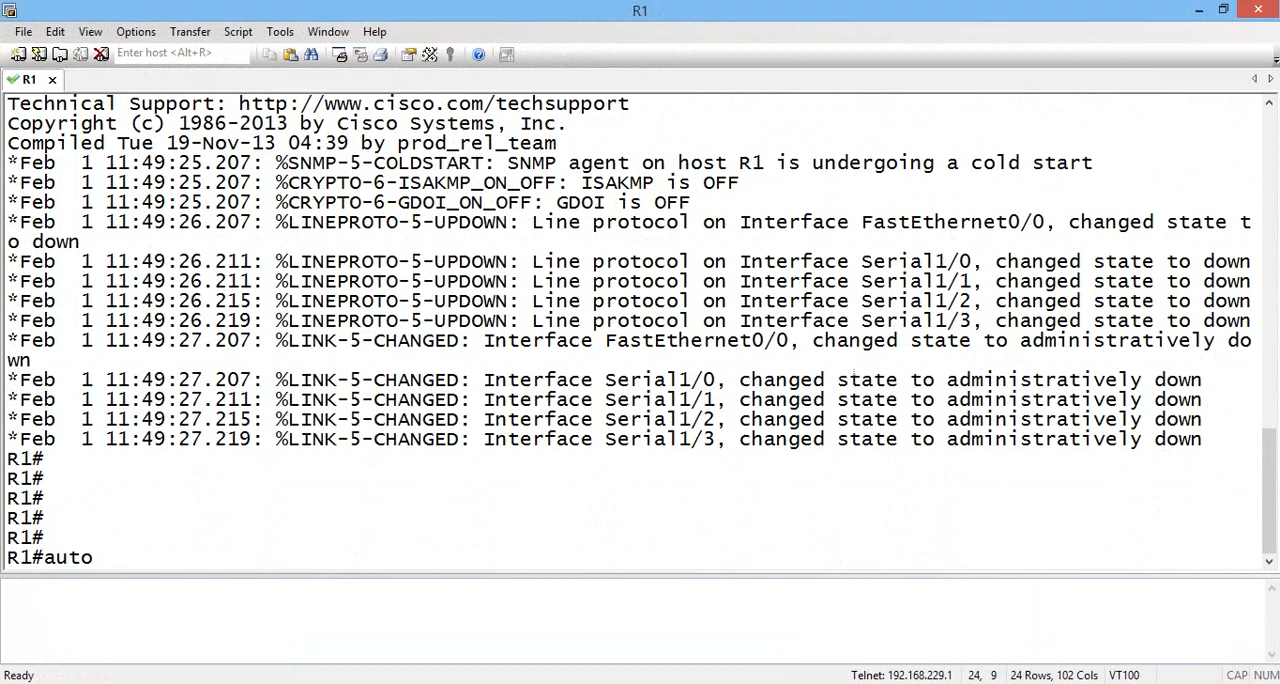 R1
File Edit View Options Transfer Script Tools Window Help
Enter host <Alt+R>
R1
Technical Support: http://www.cisco.com/techsupport
Copyright (c) 1986-2013 by Cisco Systems, Inc.
Compiled Tue 19-Nov-13 04:39 by prod_rel_team
*Feb  1 11:49:25.207: %SNMP-5-COLDSTART: SNMP agent on host R1 is undergoing a cold start
*Feb  1 11:49:25.207: %CRYPTO-6-ISAKMP_ON_OFF: ISAKMP is OFF
*Feb  1 11:49:25.207: %CRYPTO-6-GDOI_ON_OFF: GDOI is OFF
*Feb  1 11:49:26.207: %LINEPROTO-5-UPDOWN: Line protocol on Interface FastEthernet0/0, changed state t
o down
*Feb  1 11:49:26.211: %LINEPROTO-5-UPDOWN: Line protocol on Interface Serial1/0, changed state to down
*Feb  1 11:49:26.211: %LINEPROTO-5-UPDOWN: Line protocol on Interface Serial1/1, changed state to down
*Feb  1 11:49:26.215: %LINEPROTO-5-UPDOWN: Line protocol on Interface Serial1/2, changed state to down
*Feb  1 11:49:26.219: %LINEPROTO-5-UPDOWN: Line protocol on Interface Serial1/3, changed state to down
*Feb  1 11:49:27.207: %LINK-5-CHANGED: Interface FastEthernet0/0, changed state to administratively do
wn
*Feb  1 11:49:27.207: %LINK-5-CHANGED: Interface Serial1/0, changed state to administratively down
*Feb  1 11:49:27.211: %LINK-5-CHANGED: Interface Serial1/1, changed state to administratively down
*Feb  1 11:49:27.215: %LINK-5-CHANGED: Interface Serial1/2, changed state to administratively down
*Feb  1 11:49:27.219: %LINK-5-CHANGED: Interface Serial1/3, changed state to administratively down
R1#
R1#
R1#
R1#
R1#
R1#auto
Ready Telnet: 192.168.229.1 24, 9 24 Rows, 102 Cols VT100 CAP NUM